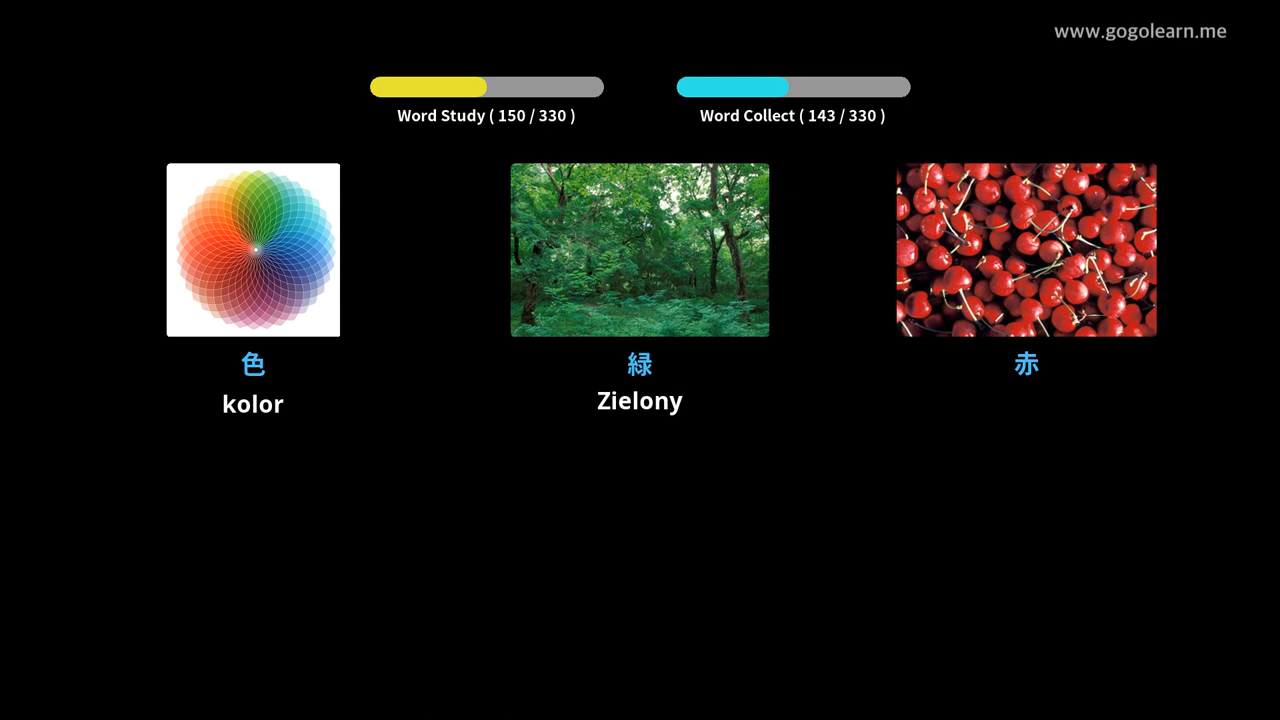 www.gogolearn.me
Word Study ( 150 / 330 )
Word Collect ( 143 / 330 )
色
kolor
緑
Zielony
赤